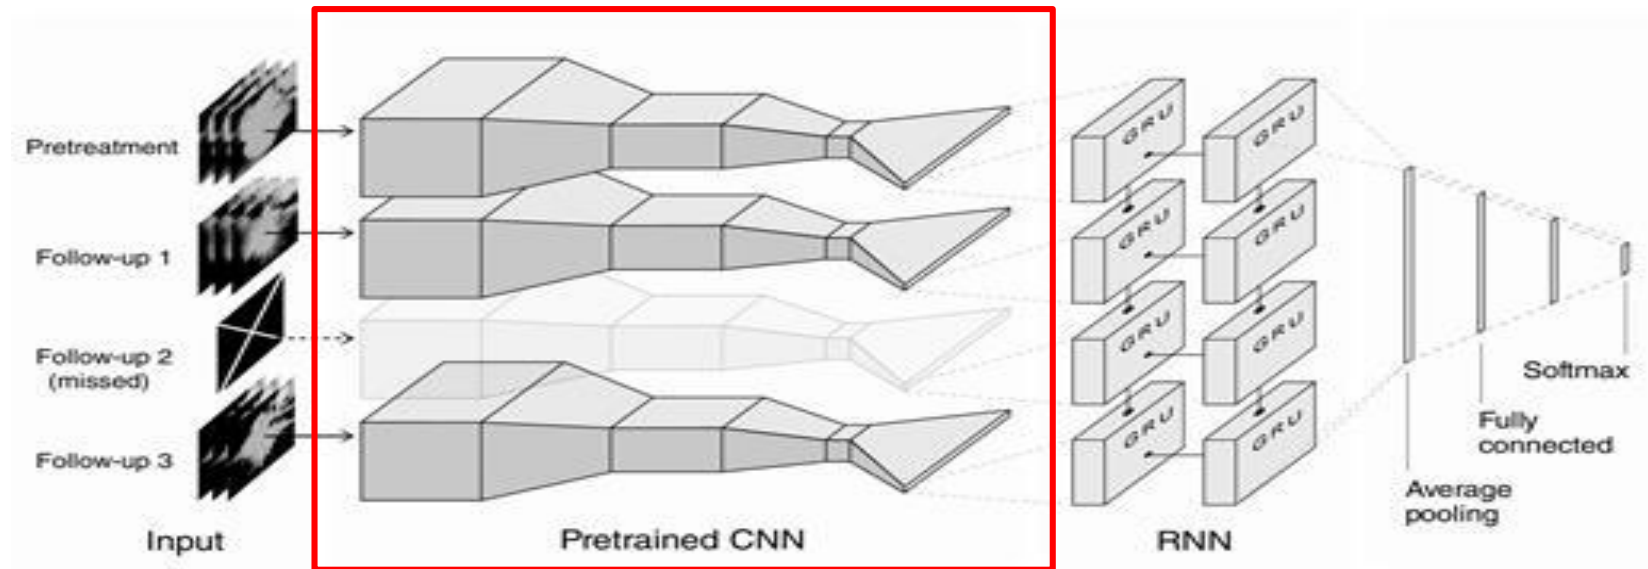 Pretreatment
Follow-up 1
Follow-up 2
(missed)
Follow-up 3
Input
Pretrained CNN
GRU
GRU
GRU
GRU
GRU
GRU
GRU
GRU
RNN
Average
pooling
Fully
connected
Softmax